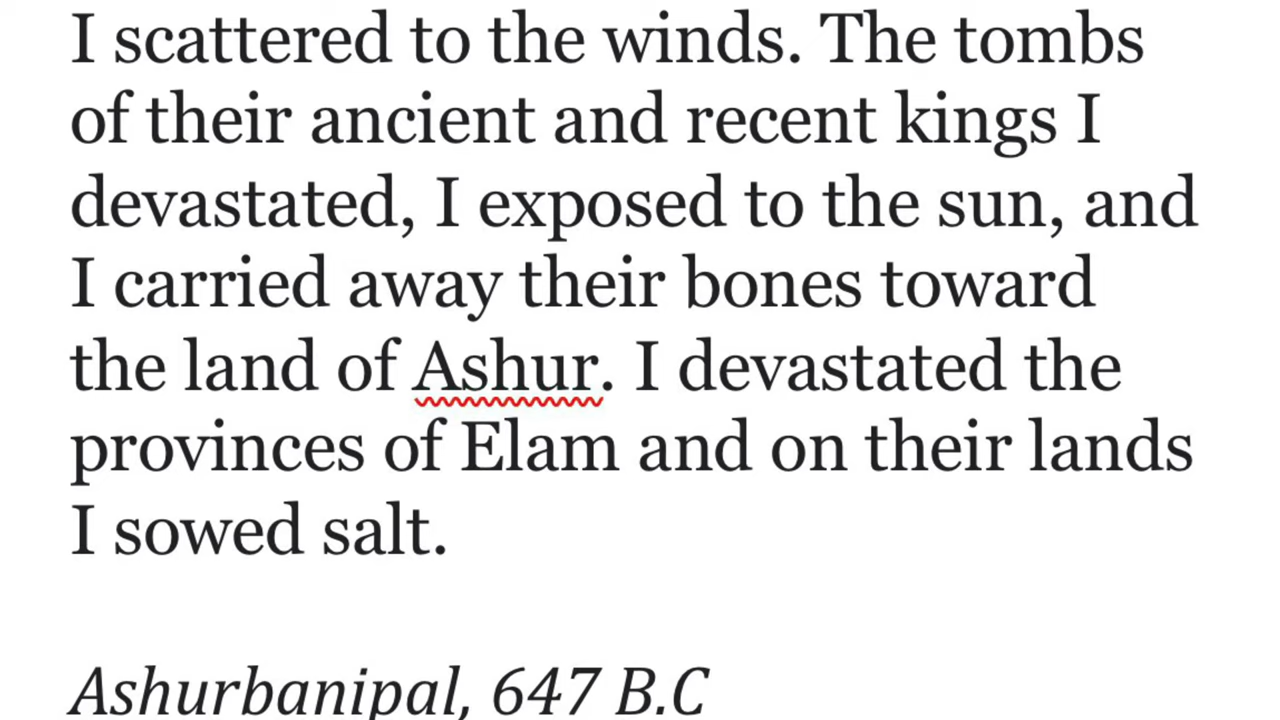 I scattered to the winds. The tombs
of their ancient and recent kings I
devastated, I exposed to the sun, and
I carried away their bones toward
the land of Ashur. I devastated the
provinces of Elam and on their lands
I sowed salt.
Ashurbanipal, 647 B.C